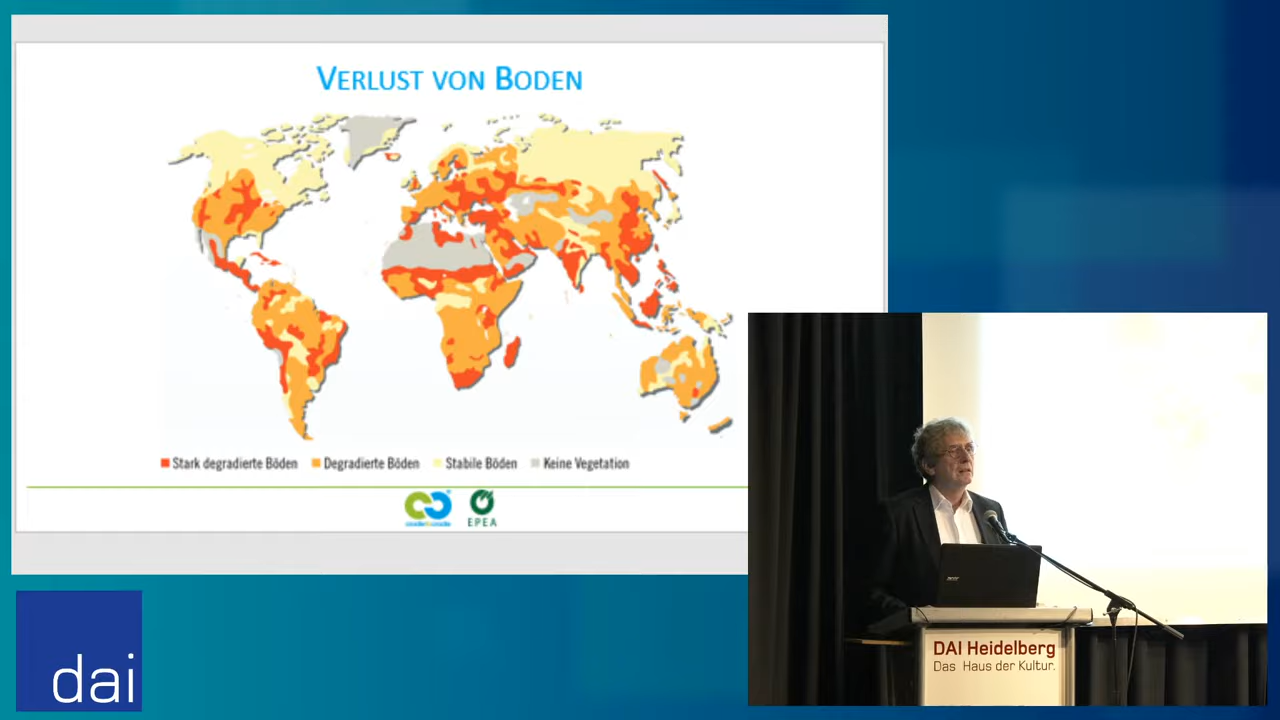 VERLUST VON BODEN
Stark degradierte Böden
Degradierte Böden
Stabile Böden
Keine Vegetation
EPEA
acer
DAI Heidelberg
Das Haus der Kultur.
dai